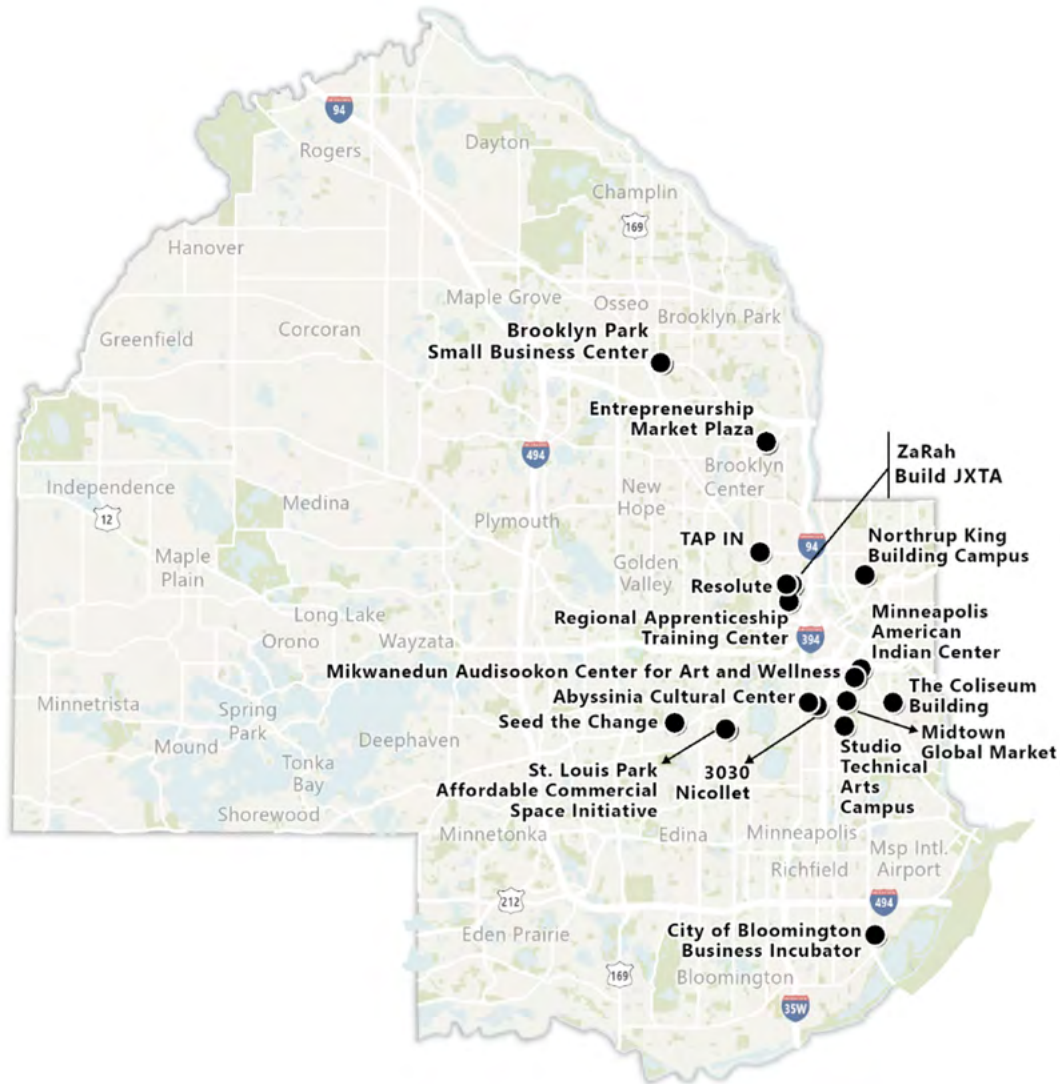 94
Rogers
Dayton
Champlin
169
Hanover
Maple Grove
Osseo
Brooklyn Park
Greenfield
Corcoran
Brooklyn Park
Small Business Center
Entrepreneurship
Market Plaza
ZaRah
Build JXTA
494
Brooklyn
Center
Independence
Medina
New
Hope
12
Plymouth
TAP IN
94
Northrup King
Building Campus
Maple
Plain
Golden
Valley
Resolute
Long Lake
Regional Apprenticeship
Training Center
Minneapolis
American
Indian Center
Orono
Wayzata
394
Mikwanedun Audisookon Center for Art and Wellness
Minnetrista
Spring
Park
Abyssinia Cultural Center
The Coliseum
Building
Seed the Change
Deephaven
Mound
Midtown
Global Market
Tonka
Bay
St. Louis Park
Affordable Commercial
Space Initiative
3030
Nicollet
Studio
Technical
Arts
Campus
Shorewood
Minnetonka
Edina
Minneapolis
Richfield
Msp Intl.
Airport
212
494
Eden Prairie
City of Bloomington
Business Incubator
169
Bloomington
35W